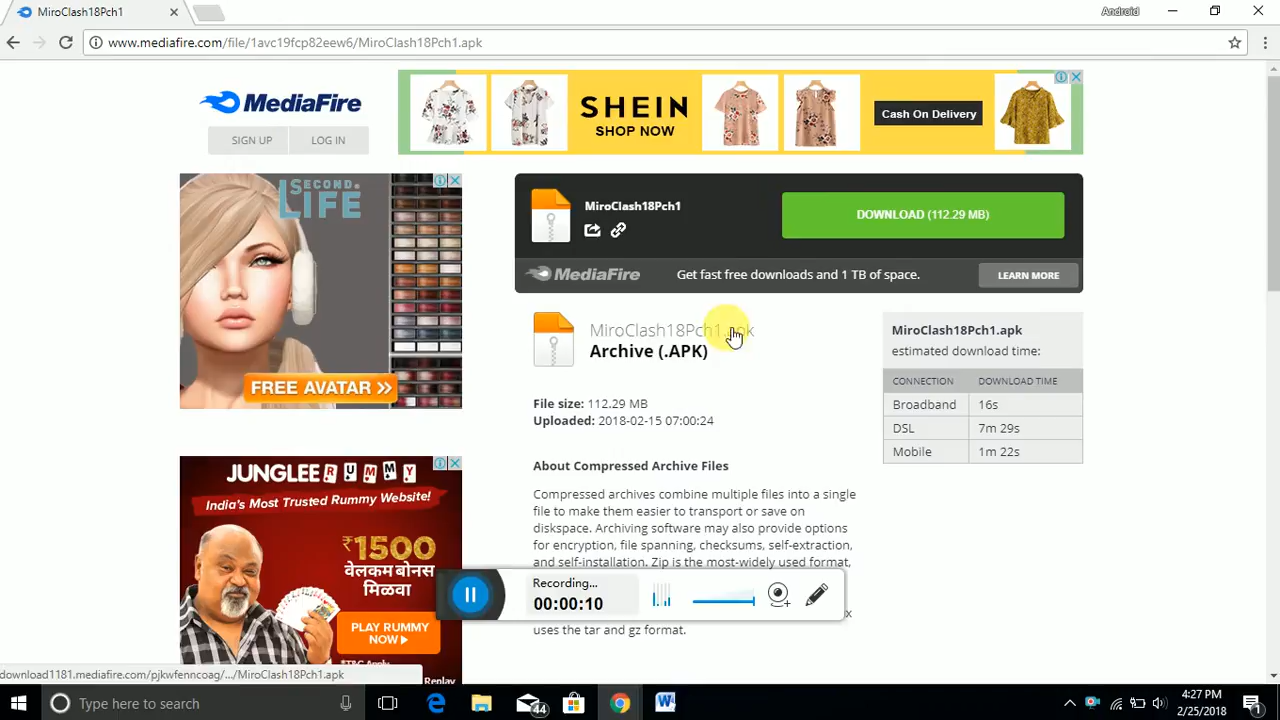 MiroClash18Pch1
Android
www.mediafire.com/file/1avc19fcp82eew6/MiroClash18Pch1.apk
MediaFire
SIGN UP
LOG IN
SHEIN
SHOP NOW
Cash On Delivery
SECOND
LIFE
FREE AVATAR >>
MiroClash18Pch1
DOWNLOAD (112.29 MB)
MediaFire
Get fast free downloads and 1 TB of space.
LEARN MORE
MiroClash18Pch1.apk
Archive (.APK)
File size: 112.29 MB
Uploaded: 2018-02-15 07:00:24
About Compressed Archive Files
Compressed archives combine multiple files into a single
file to make them easier to transport or save on
diskspace. Archiving software may also provide options
for encryption, file spanning, checksums, self-extraction,
and self-installation. Zip is the most-widely used format,
x
uses the tar and gz format.
MiroClash18Pch1.apk
estimated download time:
CONNECTION DOWNLOAD TIME
Broadband 16s
DSL 7m 29s
Mobile 1m 22s
JUNGLEE RUMMY
India's Most Trusted Rummy Website!
₹1500
वेलकम बोनस
मिळवा
PLAY RUMMY
NOW
*T&C Apply
Replay
Recording...
00:00:10
download1181.mediafire.com/pjkwfenncoag/.../MiroClash18Pch1.apk
Type here to search
44
4:27 PM
2/25/2018
1